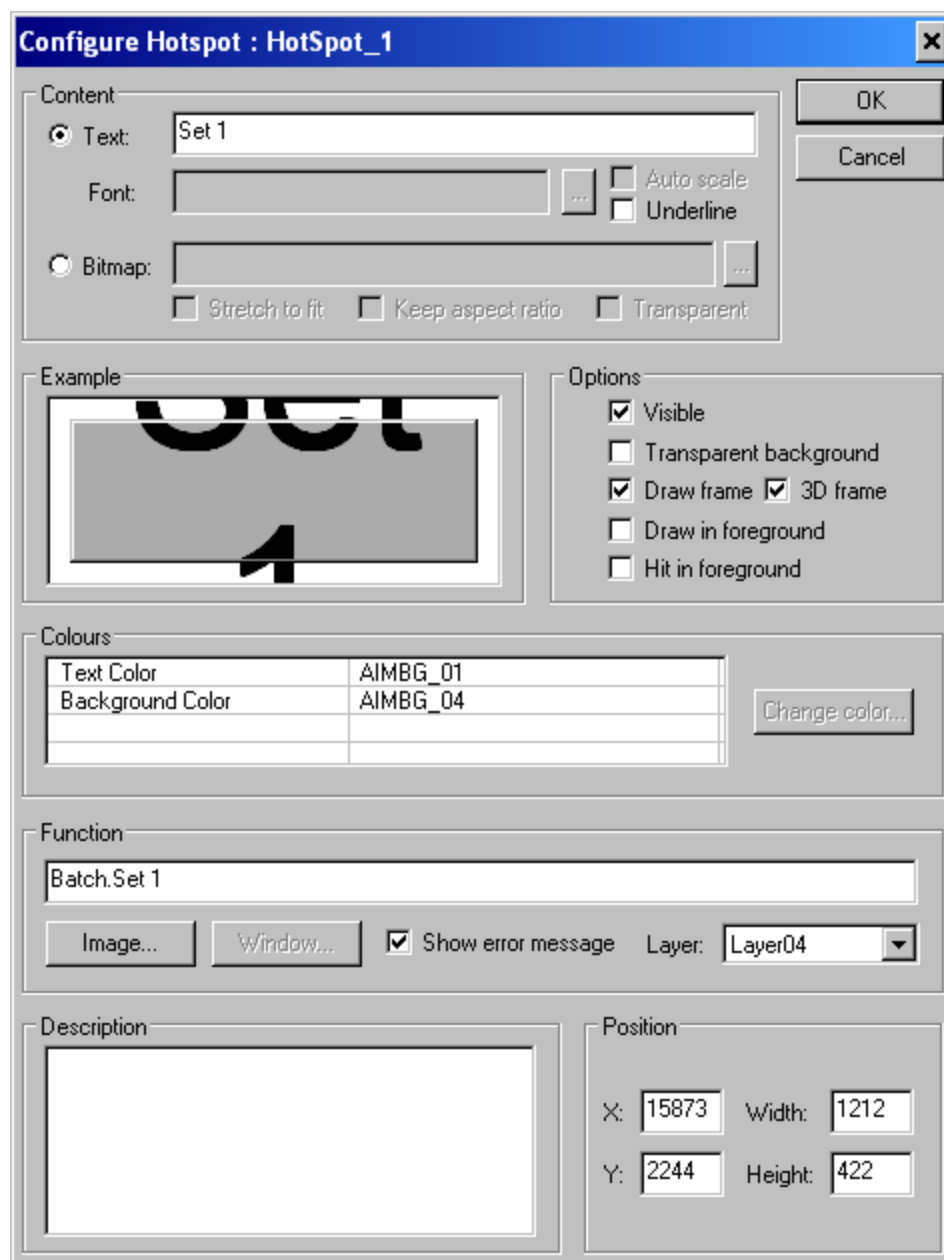 Configure Hotspot : HotSpot_1
Content
OK
Text: Set 1
Cancel
Font: ... Auto scale
Underline
Bitmap: ...
Stretch to fit Keep aspect ratio Transparent
Example
Set
1
Options
Visible
Transparent background
Draw frame 3D frame
Draw in foreground
Hit in foreground
Colours
Text Color AIMBG_01
Background Color AIMBG_04
Change color...
Function
Batch.Set 1
Image... Window... Show error message Layer: Layer04
Description
Position
X: 15873 Width: 1212
Y: 2244 Height: 422